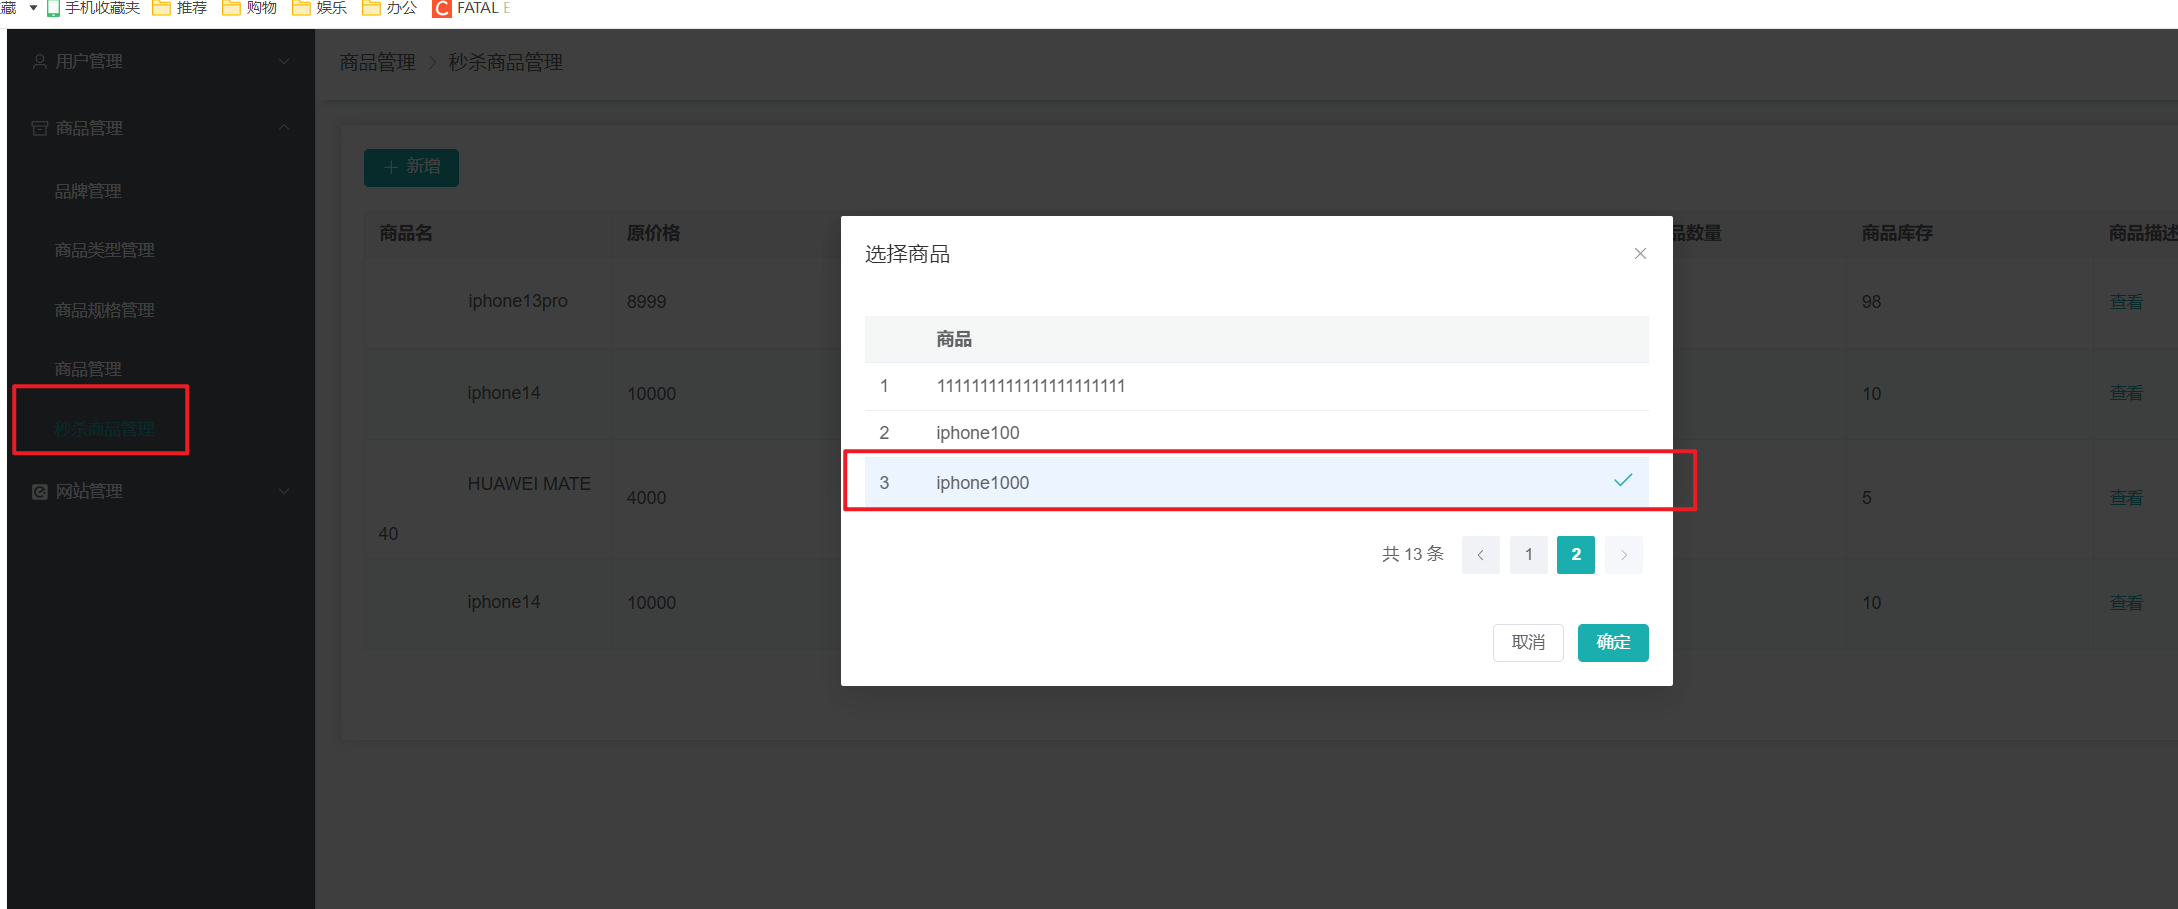 藏 手机收藏夹 推荐 购物 娱乐 办公 FATAL E
用户管理
商品管理
品牌管理
商品类型管理
商品规格管理
商品管理
秒杀商品管理
网站管理
商品管理 > 秒杀商品管理
+ 新增
商品名 原价格 品数量 商品库存 商品描述
iphone13pro 8999 98 查看
iphone14 10000 10 查看
HUAWEI MATE
40 4000 5 查看
iphone14 10000 10 查看
选择商品
商品
1 1111111111111111111111
2 iphone100
3 iphone1000
共 13 条 < 1 2 >
取消 确定